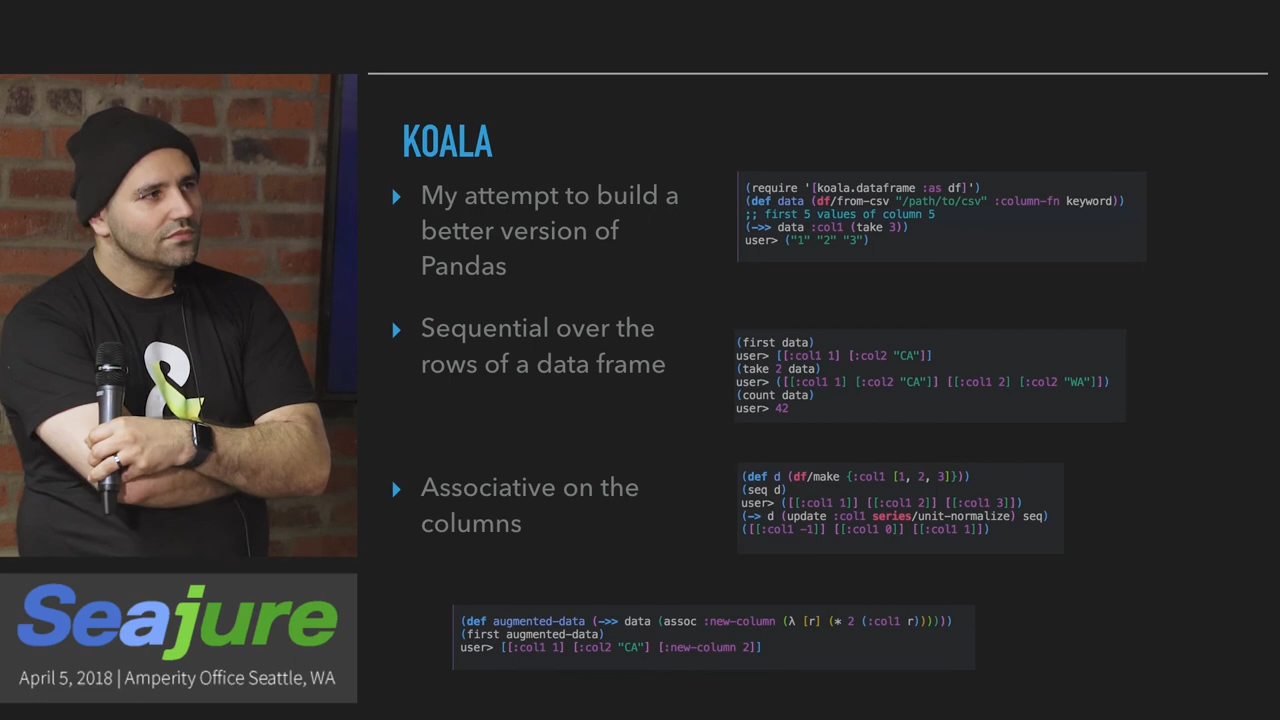 KOALA
My attempt to build a
better version of
Pandas
(require '[koala.dataframe :as df]')
(def data (df/from-csv "/path/to/csv" :column-fn keyword))
;; first 5 values of column 5
(->> data :col1 (take 3))
user> ("1" "2" "3")
Sequential over the
rows of a data frame
(first data)
user> [[:col1 1] [:col2 "CA"]]
(take 2 data)
user> ([[:col1 1] [:col2 "CA"]] [[:col1 2] [:col2 "WA"]])
(count data)
user> 42
Associative on the
columns
(def d (df/make {:col1 [1, 2, 3]}))
(seq d)
user> ([[:col1 1]] [[:col1 2]] [[:col1 3]])
(-> d (update :col1 series/unit-normalize) seq)
([[:col1 -1]] [[:col1 0]] [[:col1 1]])
(def augmented-data (->> data (assoc :new-column (λ [r] (* 2 (:col1 r))))))
(first augmented-data)
user> [[:col1 1] [:col2 "CA"] [:new-column 2]]
Seajure
April 5, 2018 | Amperity Office Seattle, WA